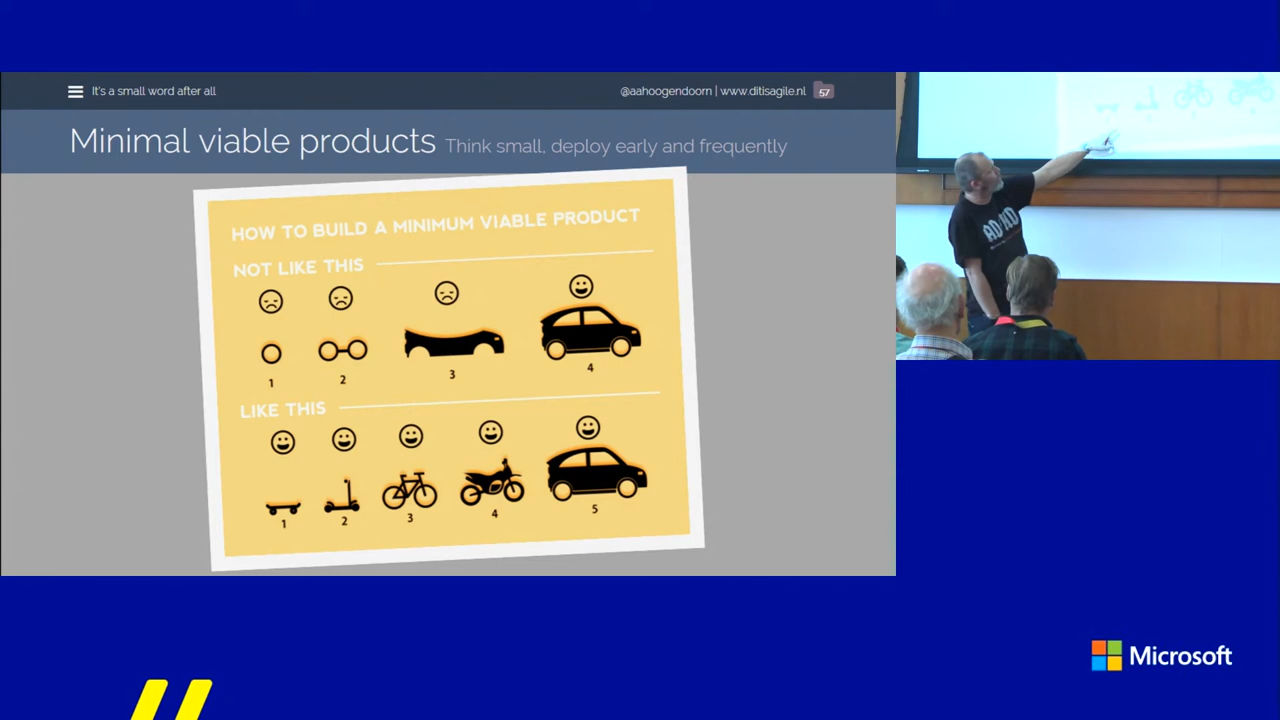 It's a small word after all
@aahoogendoorn | www.ditisagile.nl
57
Minimal viable products Think small, deploy early and frequently
HOW TO BUILD A MINIMUM VIABLE PRODUCT
NOT LIKE THIS
1
2
3
4
LIKE THIS
1
2
3
4
5
Microsoft